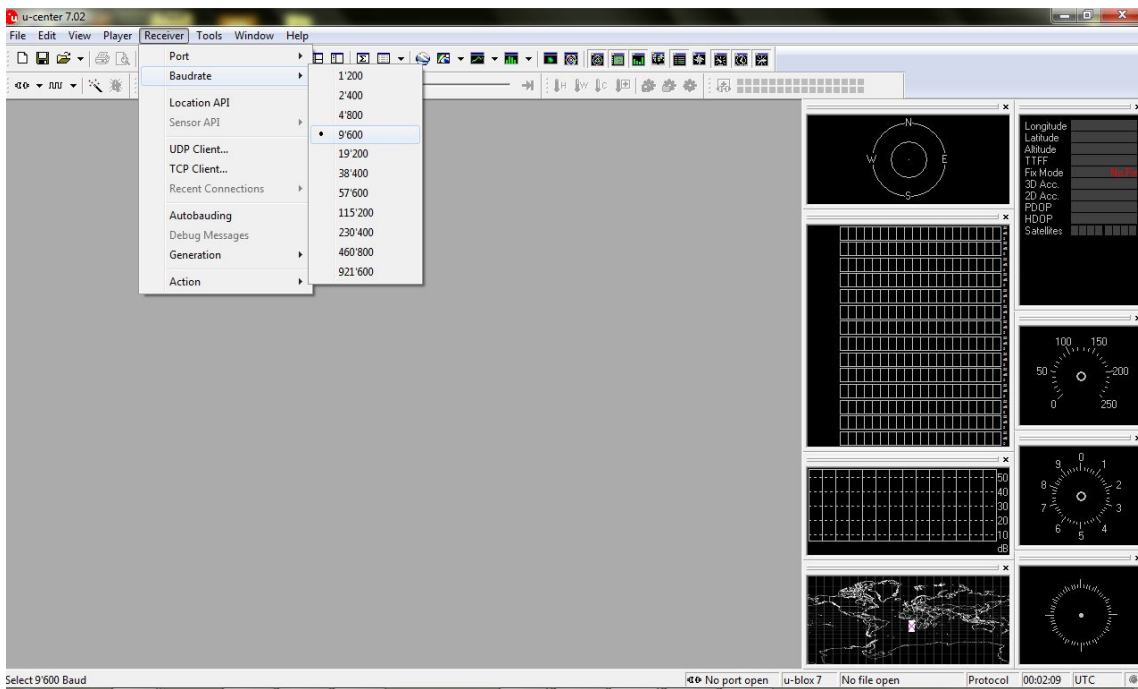 u-center 7.02
File Edit View Player Receiver Tools Window Help
Port
Baudrate
Location API
Sensor API
UDP Client...
TCP Client...
Recent Connections
Autobauding
Debug Messages
Generation
Action
1'200
2'400
4'800
9'600
19'200
38'400
57'600
115'200
230'400
460'800
921'600
N
W E
S
Longitude
Latitude
Altitude
TTFF
Fix Mode No Fix
3D Acc.
2D Acc.
PDOP
HDOP
Satellites
100 150
50 200
0 250
50
40
30
20
10
dB
0
9 1
8 2
7 3
6 4
5
Select 9'600 Baud No port open u-blox 7 No file open Protocol 00:02:09 UTC